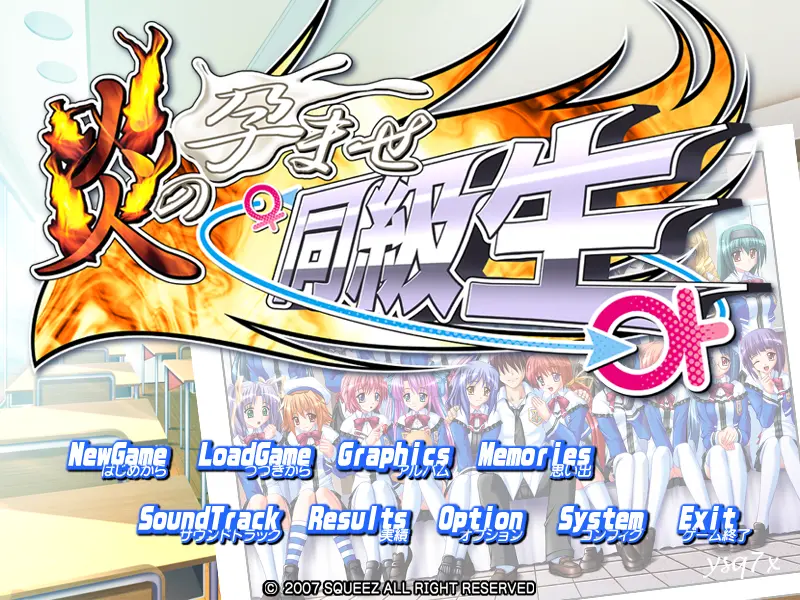 炎の孕ませ
同級生
NewGame LoadGame Graphics Memories
はじめから つづきから アルバム 思い出
SoundTrack Results Option System Exit
サウンドトラック 実績 オプション コンフィグ ゲーム終了
ysq7x
© 2007 SQUEEZ ALL RIGHT RESERVED